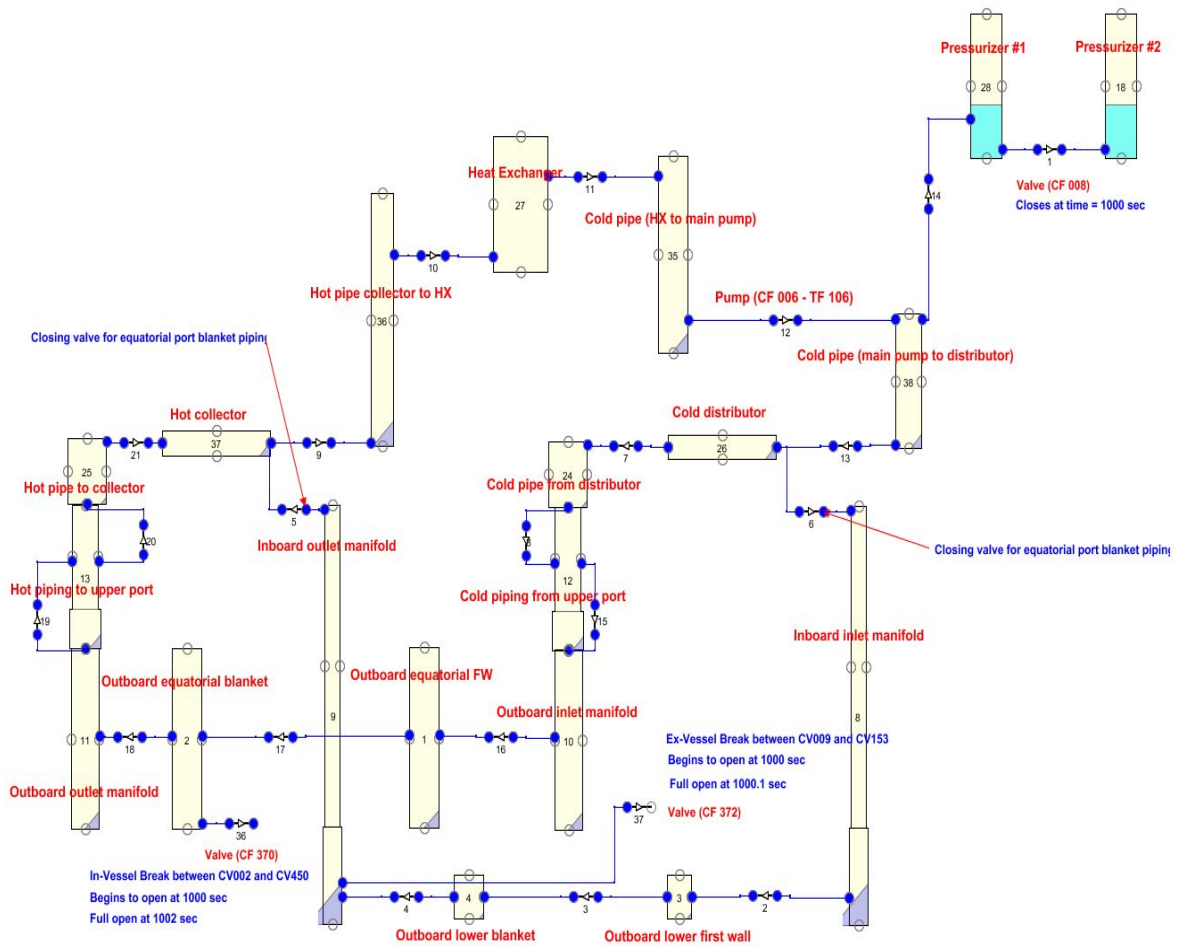 Pressurizer #1
Pressurizer #2
28
18
1
14
Valve (CF 008)
Closes at time = 1000 sec
Heat Exchanger
27
11
Cold pipe (HX to main pump)
35
10
Hot pipe collector to HX
36
Pump (CF 006 - TF 106)
12
Cold pipe (main pump to distributor)
38
Closing valve for equatorial port blanket piping
Hot collector
37
21
9
Cold distributor
26
7
13
25
Hot pipe to collector
24
Cold pipe from distributor
5
Inboard outlet manifold
6
Closing valve for equatorial port blanket piping
20
13
Hot piping to upper port
19
8
12
Cold piping from upper port
15
Inboard inlet manifold
Outboard equatorial blanket
Outboard equatorial FW
Outboard inlet manifold
9
8
11
18
2
17
1
16
10
Ex-Vessel Break between CV009 and CV153
Begins to open at 1000 sec
Full open at 1000.1 sec
Outboard outlet manifold
37
Valve (CF 372)
36
Valve (CF 370)
In-Vessel Break between CV002 and CV450
Begins to open at 1000 sec
Full open at 1002 sec
4
4
3
3
2
Outboard lower blanket
Outboard lower first wall